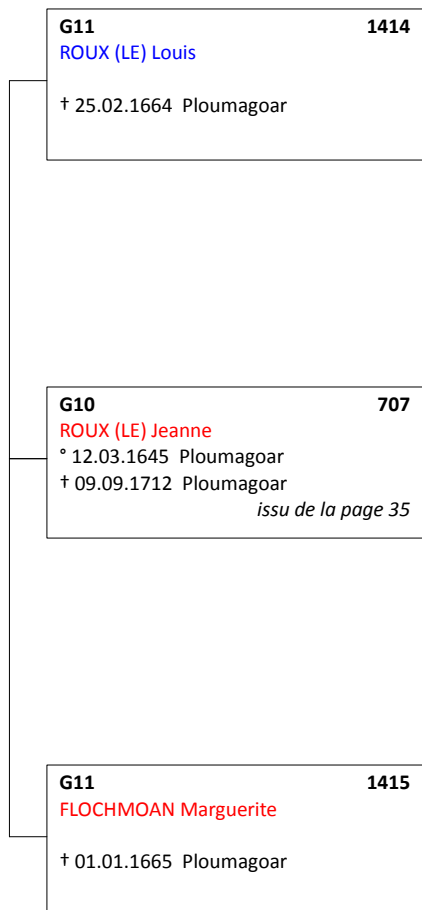 G11 1414
ROUX (LE) Louis
† 25.02.1664 Ploumagoar
G10 707
ROUX (LE) Jeanne
° 12.03.1645 Ploumagoar
† 09.09.1712 Ploumagoar
issu de la page 35
G11 1415
FLOCHMOAN Marguerite
† 01.01.1665 Ploumagoar